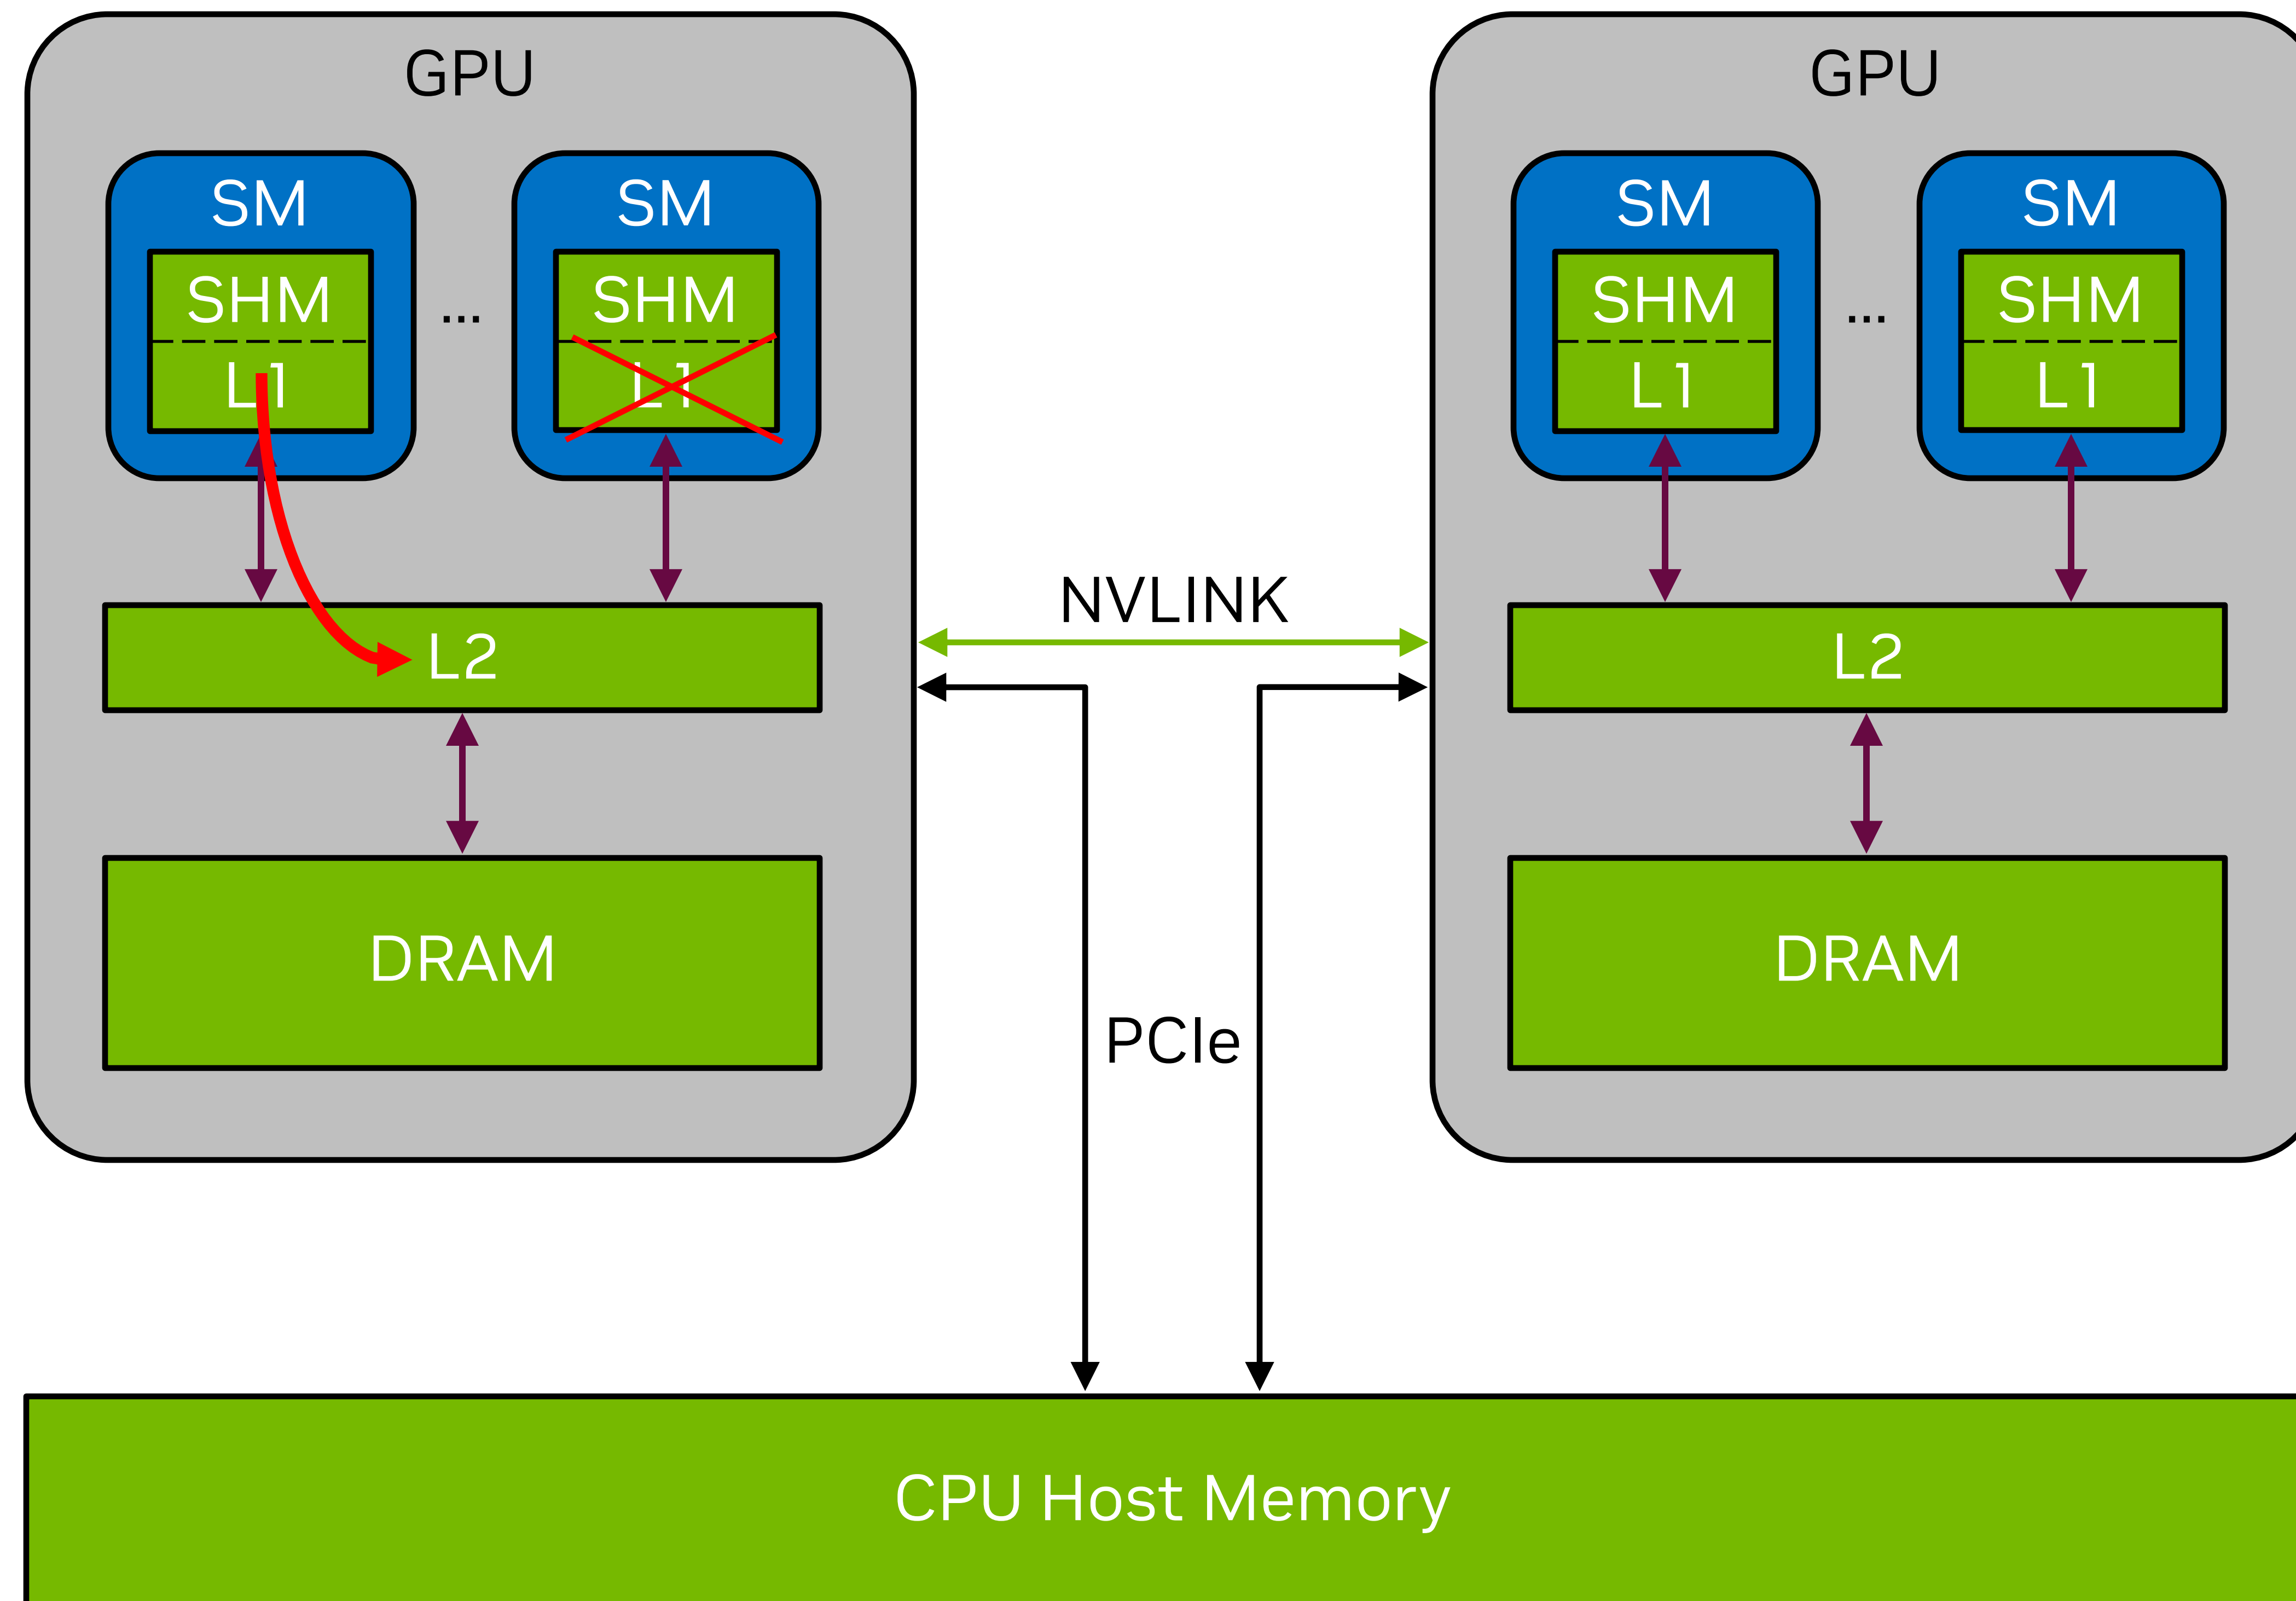 GPU
SM
SHM
L1
...
SM
SHM
L1
L2
DRAM
NVLINK
PCIe
GPU
SM
SHM
L1
...
SM
SHM
L1
L2
DRAM
CPU Host Memory